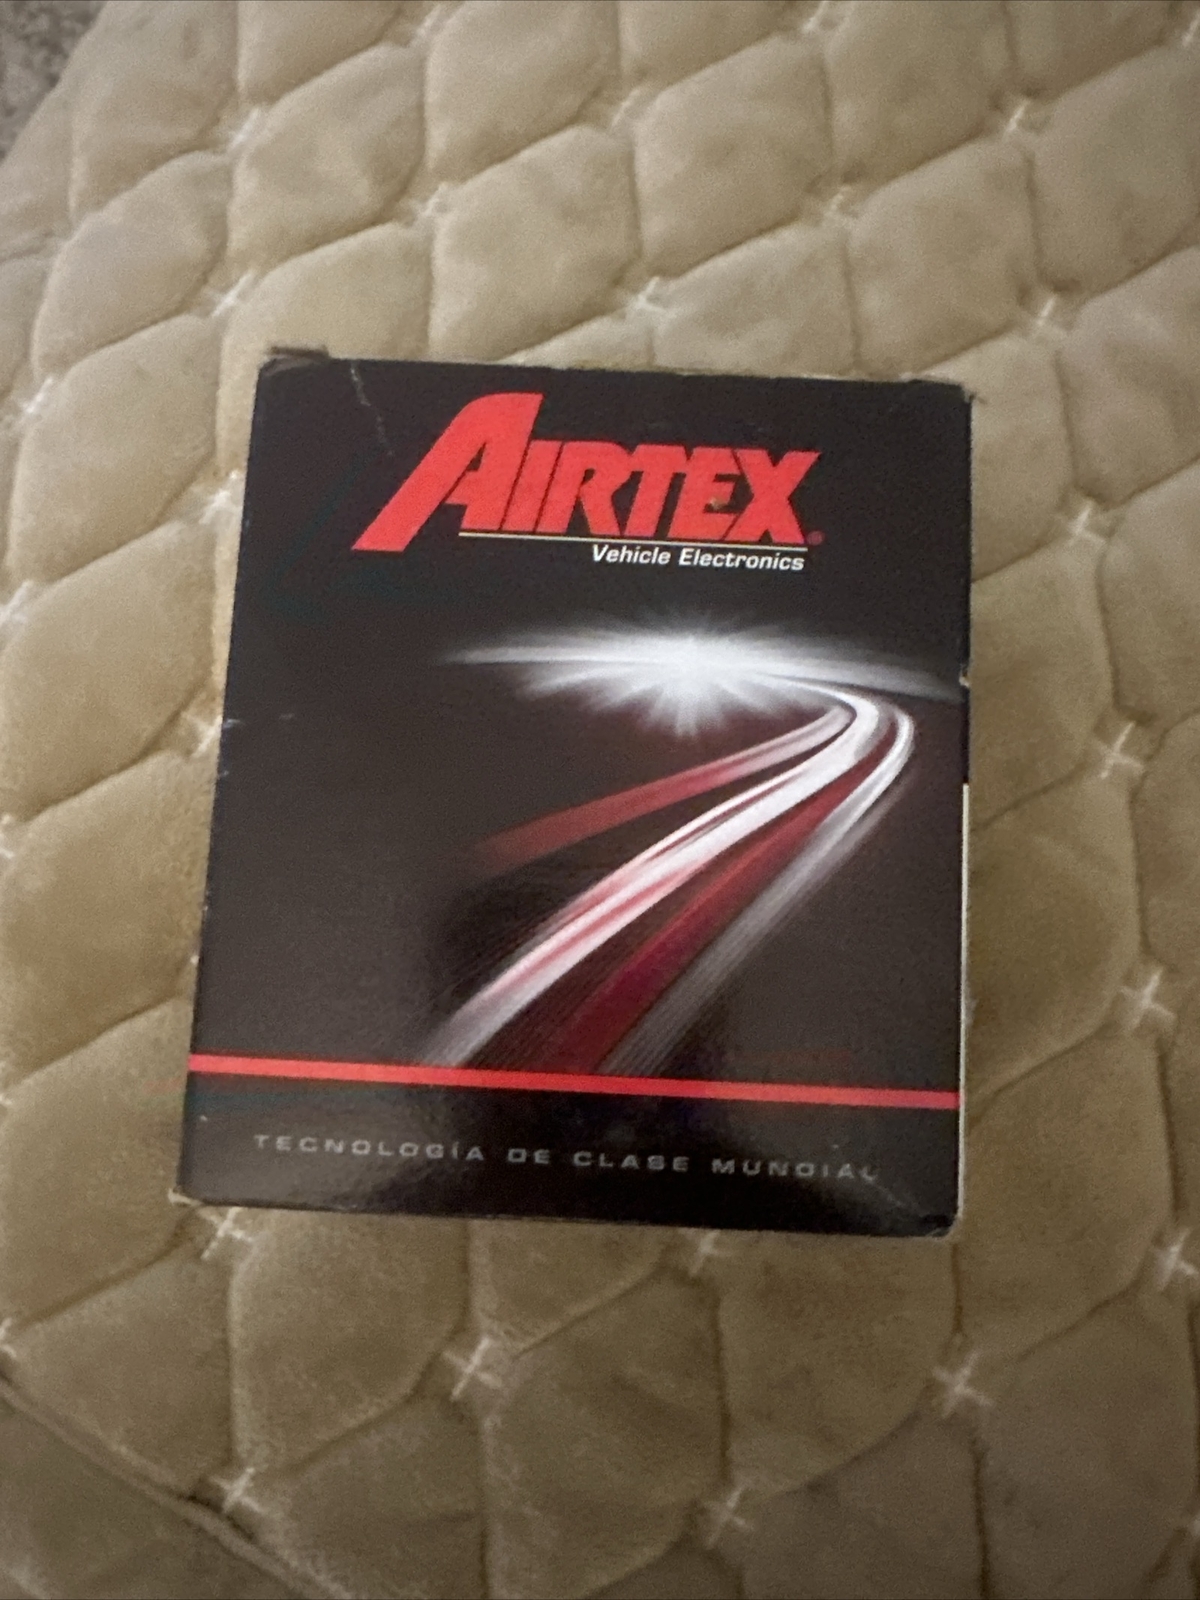 AIRTEX®
Vehicle Electronics
TECNOLOGÍA DE CLASE MUNDIAL